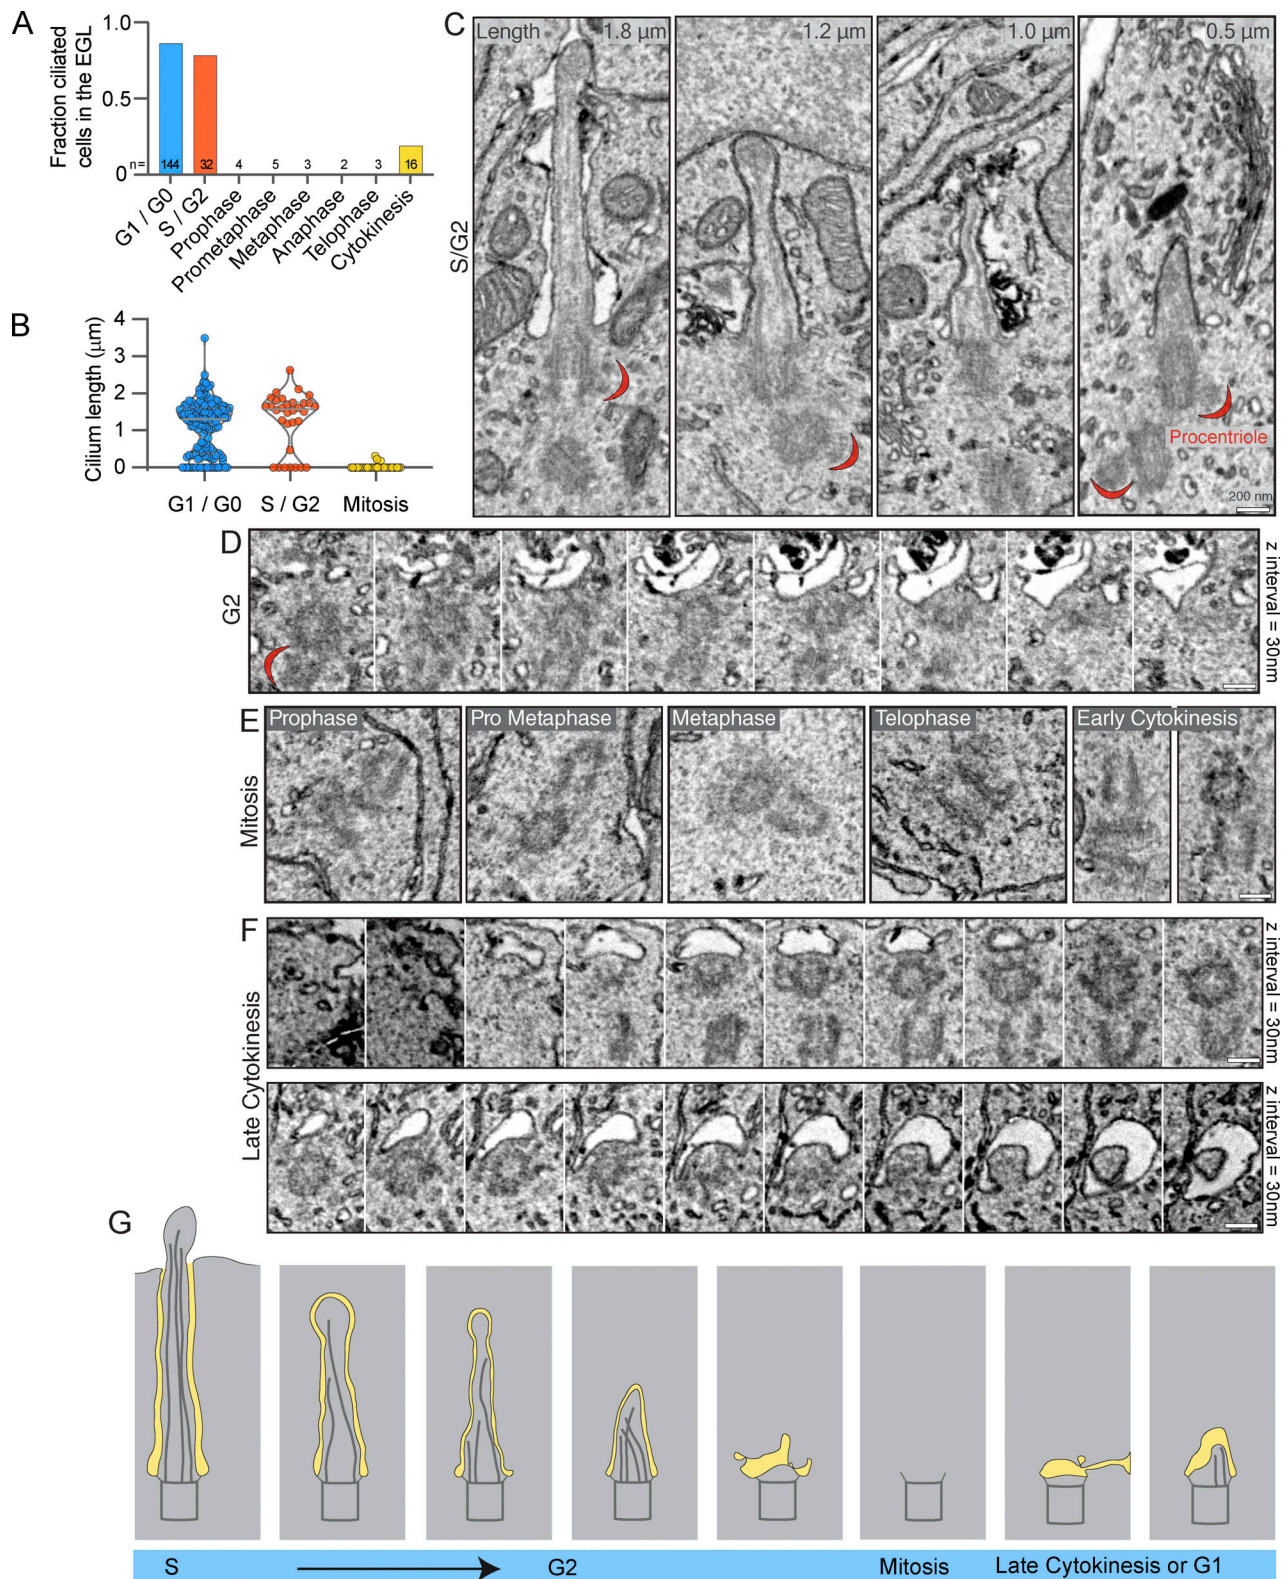 A
Fraction ciliated
cells in the EGL
1.0
0.5
0
n=
144
32
4
5
3
2
3
16
G1 / G0
S / G2
Prophase
Prometaphase
Metaphase
Anaphase
Telophase
Cytokinesis
B
Cilium length (μm)
4
3
2
1
0
G1 / G0
S / G2
Mitosis
C
S/G2
Length
1.8 μm
1.2 μm
1.0 μm
0.5 μm
Procentriole
200 nm
D
G2
z interval = 30nm
E
Mitosis
Prophase
Pro Metaphase
Metaphase
Telophase
Early Cytokinesis
F
Late Cytokinesis
z interval = 30nm
z interval = 30nm
G
S
G2
Mitosis
Late Cytokinesis or G1